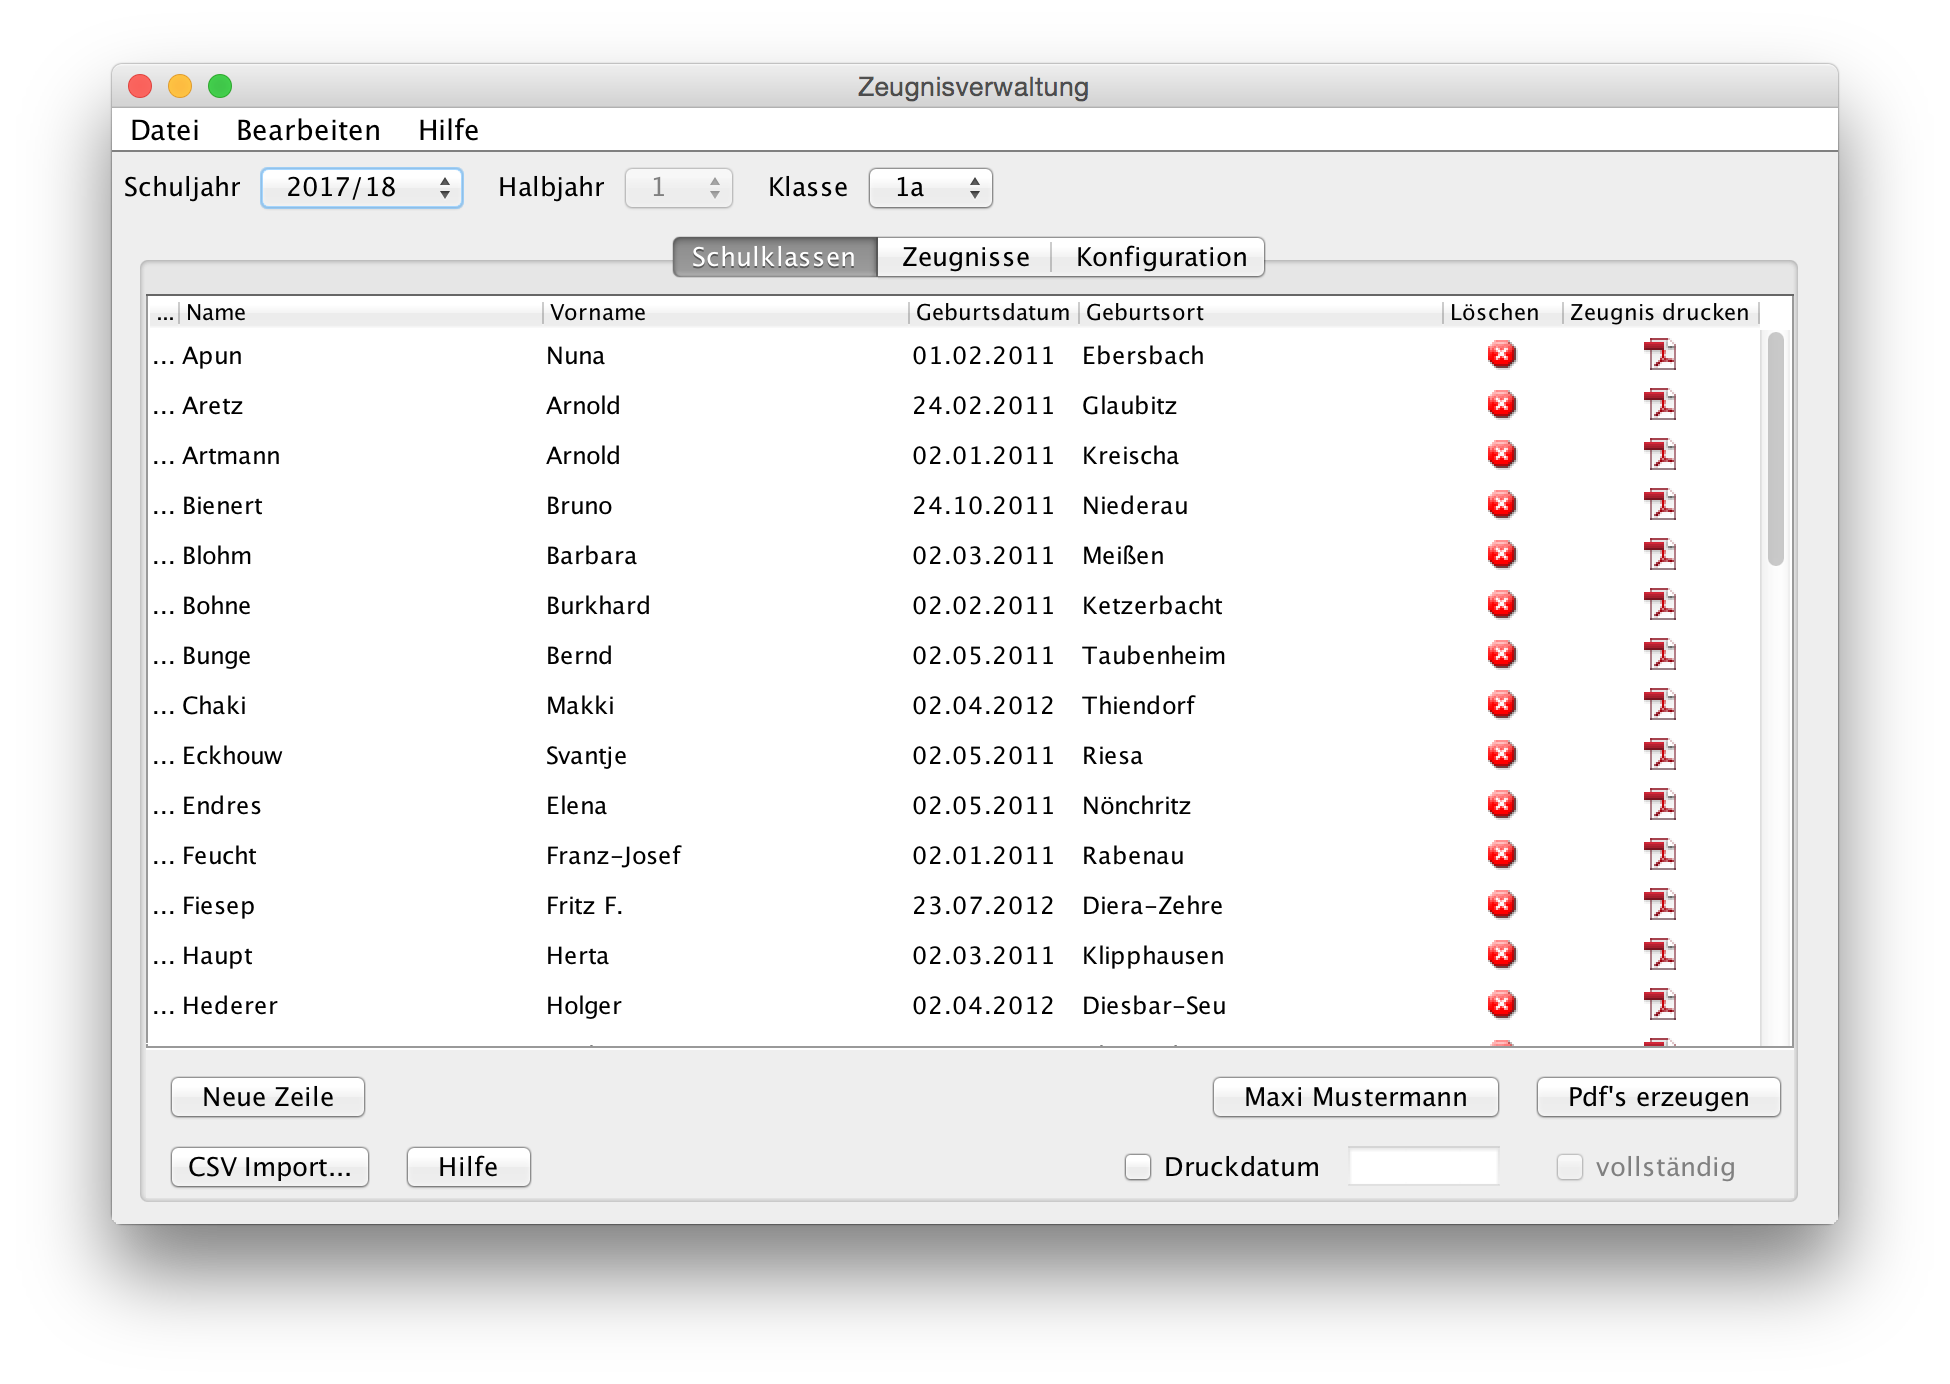 Zeugnisverwaltung
Datei Bearbeiten Hilfe
Schuljahr 2017/18 Halbjahr 1 Klasse 1a
Schulklassen Zeugnisse Konfiguration
... Name Vorname Geburtsdatum Geburtsort Löschen Zeugnis drucken
... Apun Nuna 01.02.2011 Ebersbach
... Aretz Arnold 24.02.2011 Glaubitz
... Artmann Arnold 02.01.2011 Kreischa
... Bienert Bruno 24.10.2011 Niederau
... Blohm Barbara 02.03.2011 Meißen
... Bohne Burkhard 02.02.2011 Ketzerbacht
... Bunge Bernd 02.05.2011 Taubenheim
... Chaki Makki 02.04.2012 Thiendorf
... Eckhouw Svantje 02.05.2011 Riesa
... Endres Elena 02.05.2011 Nönchritz
... Feucht Franz-Josef 02.01.2011 Rabenau
... Fiesep Fritz F. 23.07.2012 Diera-Zehre
... Haupt Herta 02.03.2011 Klipphausen
... Hederer Holger 02.04.2012 Diesbar-Seu
Neue Zeile Maxi Mustermann Pdf's erzeugen
CSV Import... Hilfe Druckdatum vollständig